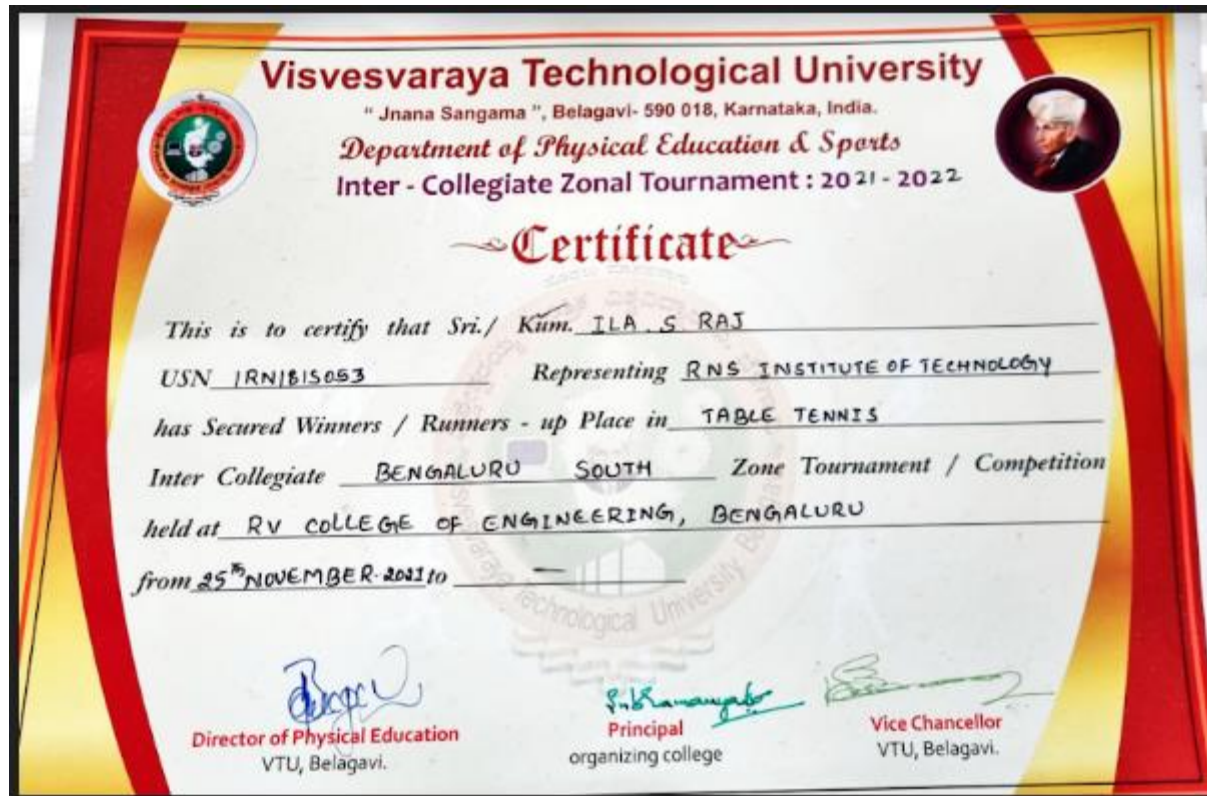 Visvesvaraya Technological University
" Jnana Sangama ", Belagavi- 590 018, Karnataka, India.
Department of Physical Education & Sports
Inter - Collegiate Zonal Tournament : 2021 - 2022
Certificate
This is to certify that Sri./ Kum. ILA . S RAJ
USN 1RN18IS053 Representing RNS INSTITUTE OF TECHNOLOGY
has Secured Winners / Runners - up Place in TABLE TENNIS
Inter Collegiate BENGALURU SOUTH Zone Tournament / Competition
held at RV COLLEGE OF ENGINEERING, BENGALURU
from 25th NOVEMBER-2021 to —
Visvesvaraya Technological University Belagavi
Director of Physical Education
VTU, Belagavi.
Principal
organizing college
Vice Chancellor
VTU, Belagavi.